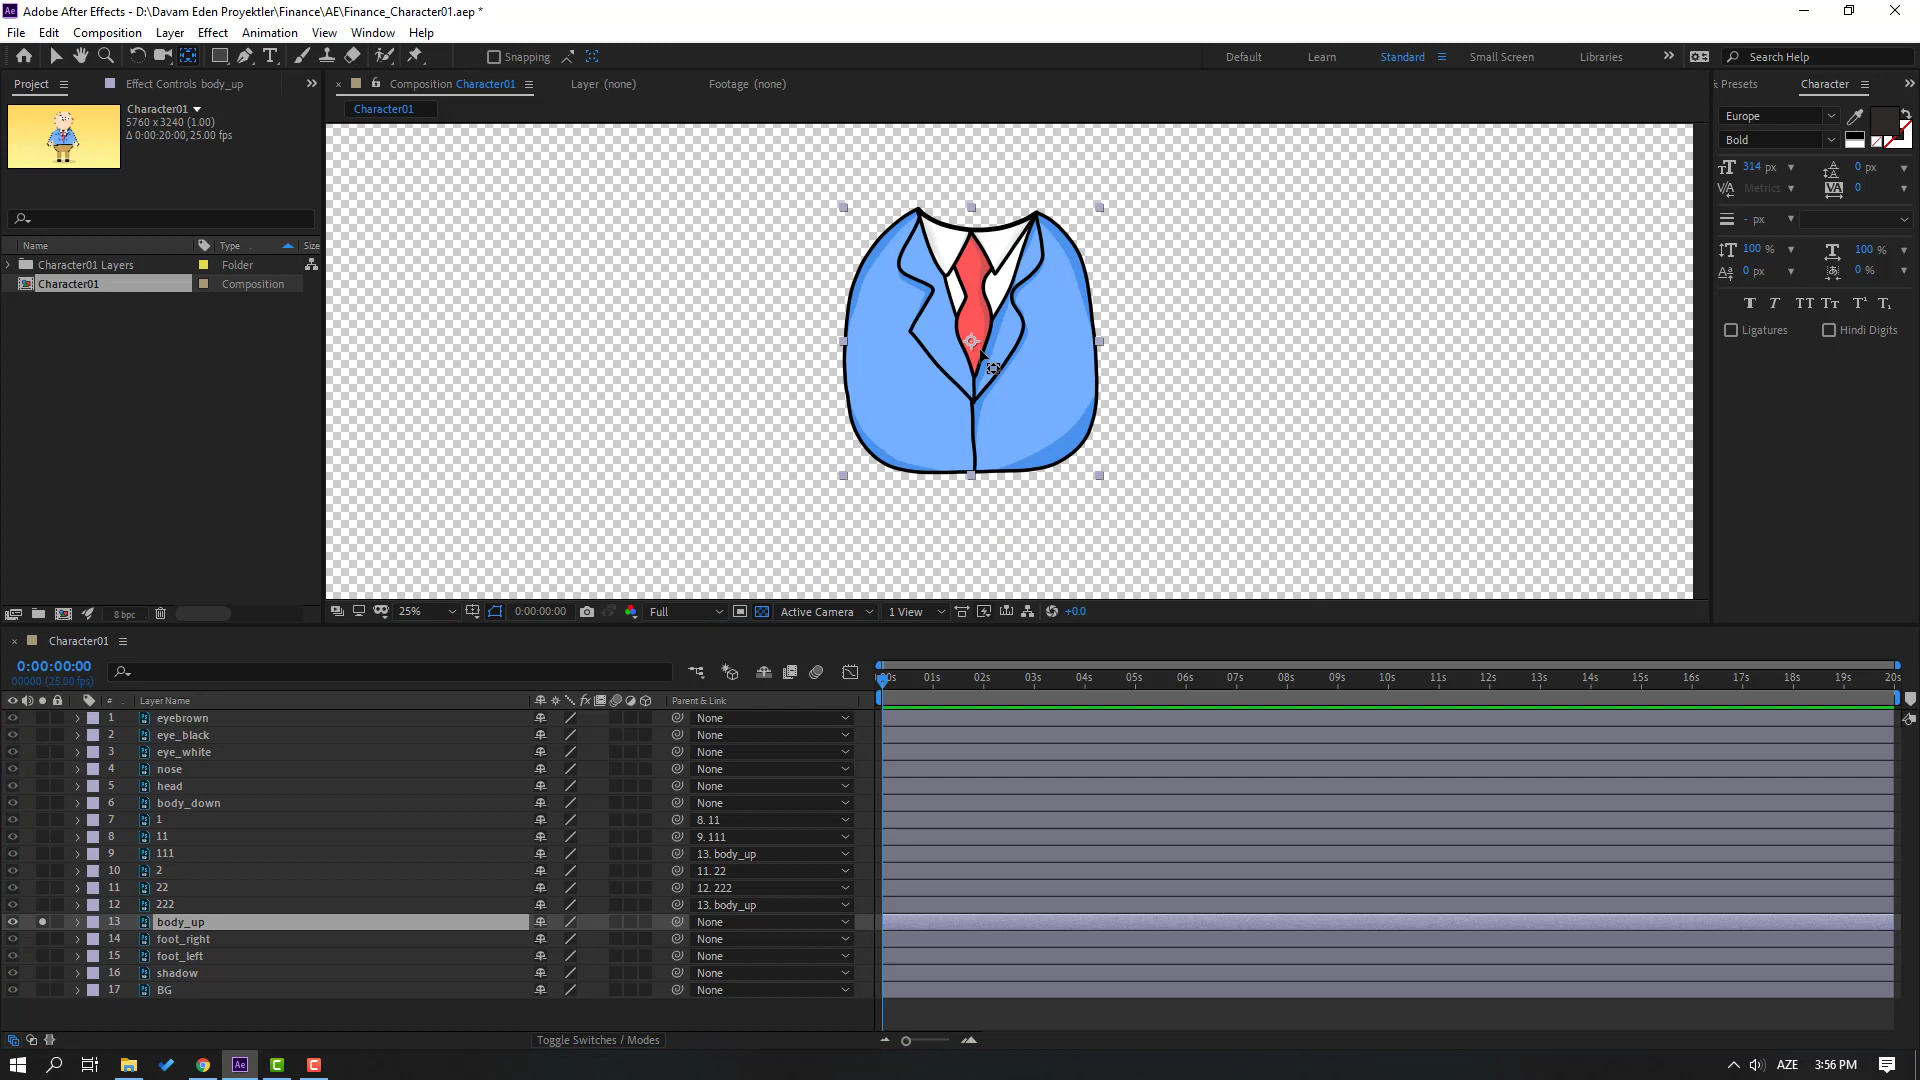 Adobe After Effects - D:\Davam Eden Proyektler\Finance\AE\Finance_Character01.aep *
File Edit Composition Layer Effect Animation View Window Help
Snapping Default Learn Standard Small Screen Libraries Search Help
Project Effect Controls body_up Composition Character01 Layer (none) Footage (none) Presets Character
Character01
5760 x 3240 (1.00)
Δ 0:00:20:00, 25.00 fps
Character01
Europe
Bold
314 px 0 px
Metrics 0
- px
100 % 100 %
0 px 0 %
T T TT Tt T¹ T₁
Ligatures Hindi Digits
Name Type Size
Character01 Layers Folder
Character01 Composition
8 bpc 25% 0:00:00:00 Full Active Camera 1 View +0.0
Character01
0:00:00:00
00000 (25.00 fps)
# Layer Name Parent & Link
01s 02s 03s 04s 05s 06s 07s 08s 09s 10s 11s 12s 13s 14s 15s 16s 17s 18s 19s 20s
1 eyebrown None
2 eye_black None
3 eye_white None
4 nose None
5 head None
6 body_down None
7 1 8. 11
8 11 9. 111
9 111 13. body_up
10 2 11. 22
11 22 12. 222
12 222 13. body_up
13 body_up None
14 foot_right None
15 foot_left None
16 shadow None
17 BG None
Toggle Switches / Modes
AZE 3:56 PM